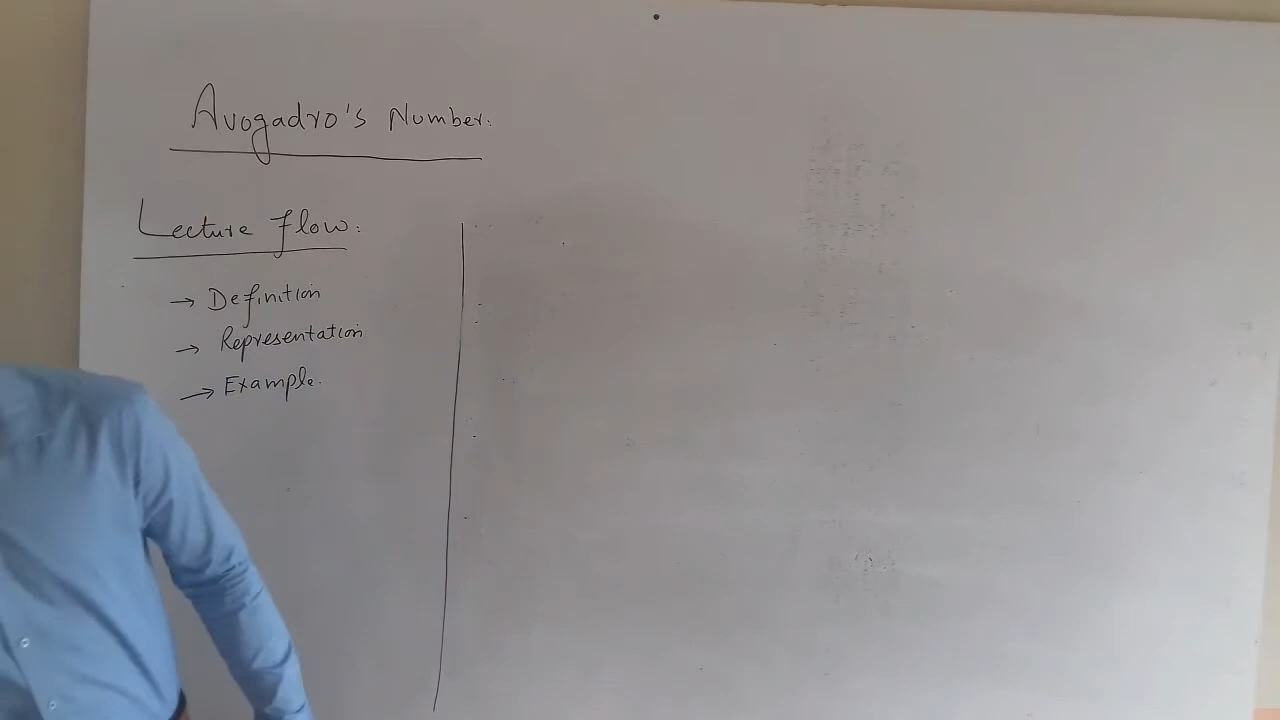 Avogadro's Number.
Lecture flow:
→ Definition
→ Representation
→ Example.